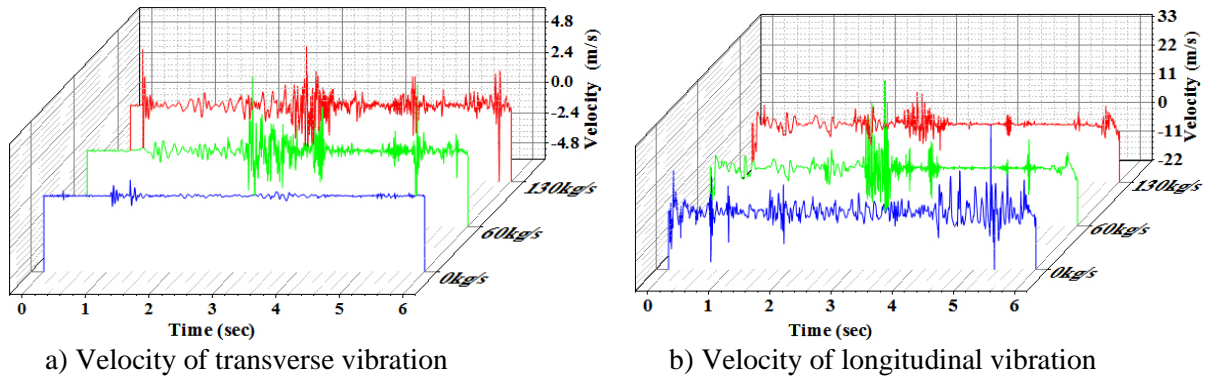 4.8
2.4
0.0
-2.4
-4.8
Velocity (m/s)
130kg/s
60kg/s
0kg/s
0 1 2 3 4 5 6
Time (sec)
a) Velocity of transverse vibration
33
22
11
0
-11
-22
Velocity (m/s)
130kg/s
60kg/s
0kg/s
0 1 2 3 4 5 6
Time (sec)
b) Velocity of longitudinal vibration